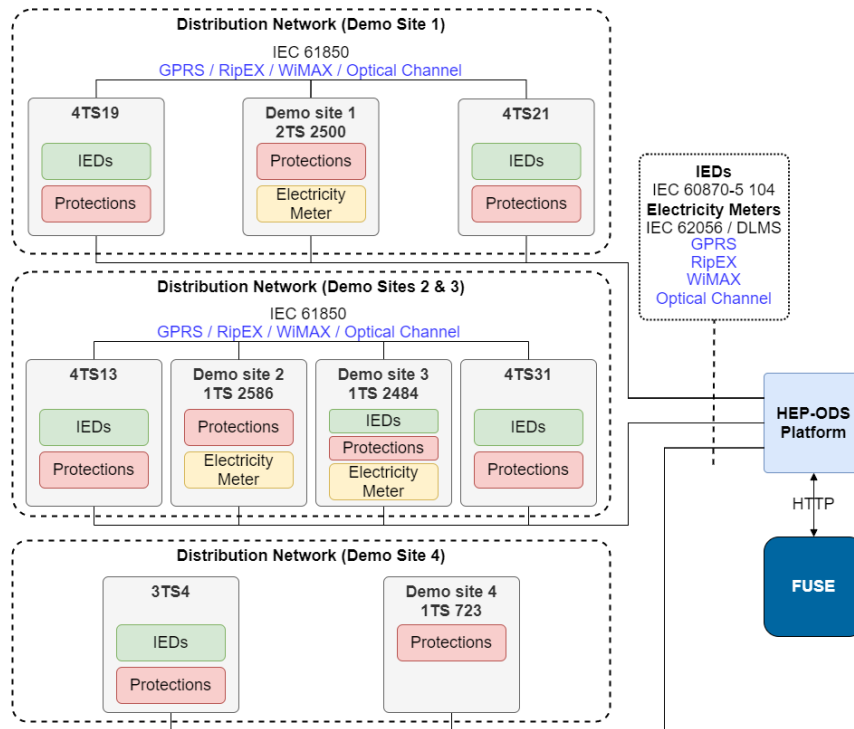 Distribution Network (Demo Site 1)
IEC 61850
GPRS / RipEX / WiMAX / Optical Channel
4TS19
IEDs
Protections
Demo site 1
2TS 2500
Protections
Electricity
Meter
4TS21
IEDs
Protections
IEDs
IEC 60870-5 104
Electricity Meters
IEC 62056 / DLMS
GPRS
RipEX
WiMAX
Optical Channel
Distribution Network (Demo Sites 2 & 3)
IEC 61850
GPRS / RipEX / WiMAX / Optical Channel
4TS13
IEDs
Protections
Demo site 2
1TS 2586
Protections
Electricity
Meter
Demo site 3
1TS 2484
IEDs
Protections
Electricity
Meter
4TS31
IEDs
Protections
HEP-ODS
Platform
HTTP
FUSE
Distribution Network (Demo Site 4)
3TS4
IEDs
Protections
Demo site 4
1TS 723
Protections